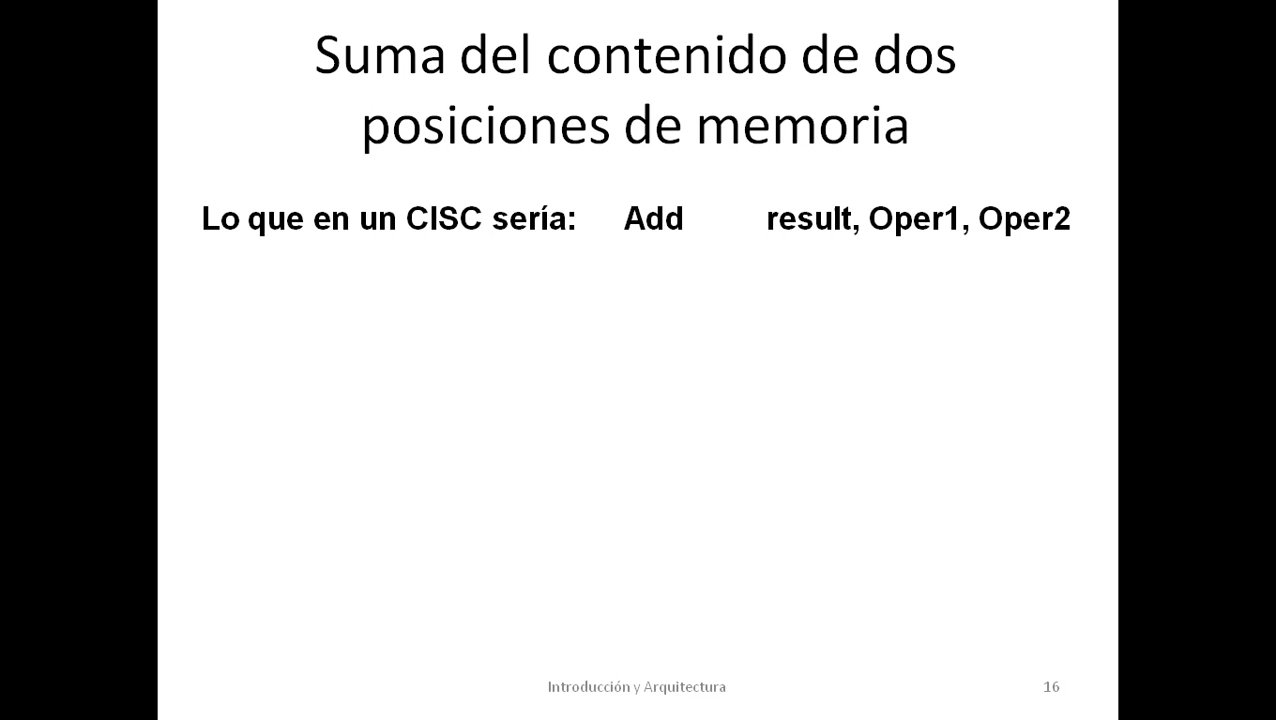 Suma del contenido de dos
posiciones de memoria
Lo que en un CISC sería: Add result, Oper1, Oper2
Introducción y Arquitectura 16